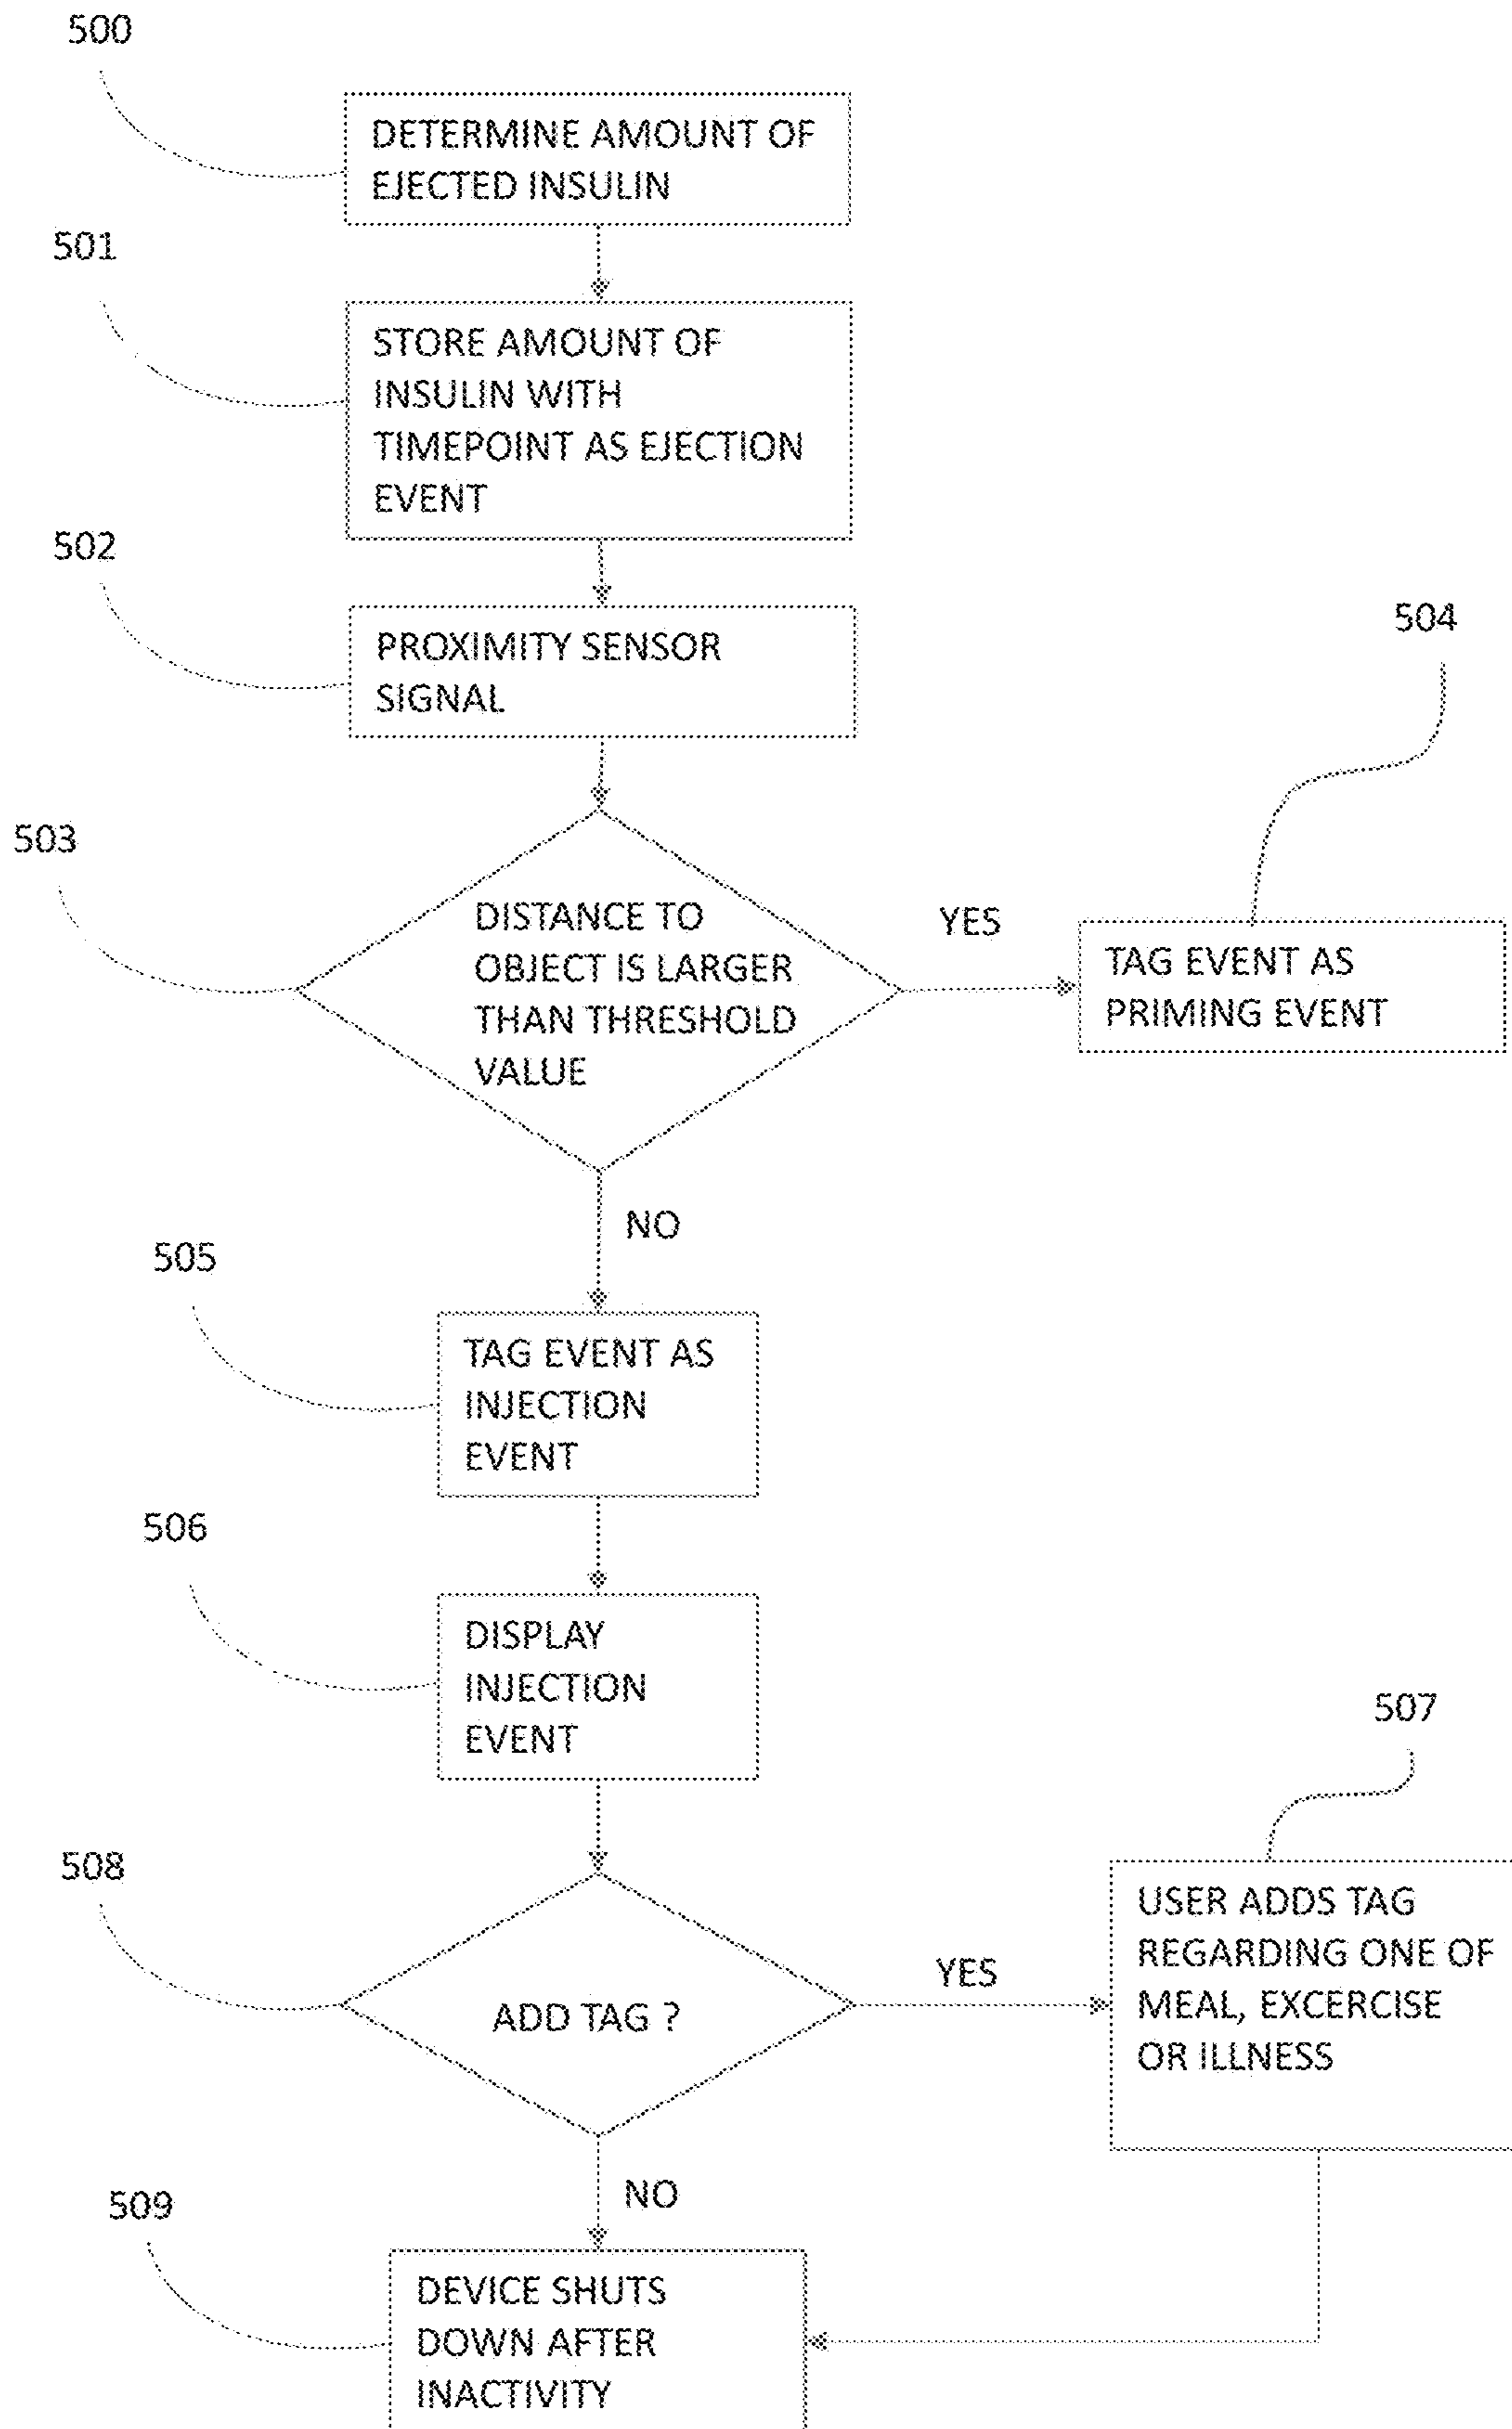 500
DETERMINE AMOUNT OF
EJECTED INSULIN
501
STORE AMOUNT OF
INSULIN WITH
TIMEPOINT AS EJECTION
EVENT
502
PROXIMITY SENSOR
SIGNAL
504
503
DISTANCE TO
OBJECT IS LARGER
THAN THRESHOLD
VALUE
YES
TAG EVENT AS
PRIMING EVENT
NO
505
TAG EVENT AS
INJECTION
EVENT
506
DISPLAY
INJECTION
EVENT
507
508
ADD TAG ?
YES
USER ADDS TAG
REGARDING ONE OF
MEAL, EXCERCISE
OR ILLNESS
NO
509
DEVICE SHUTS
DOWN AFTER
INACTIVITY